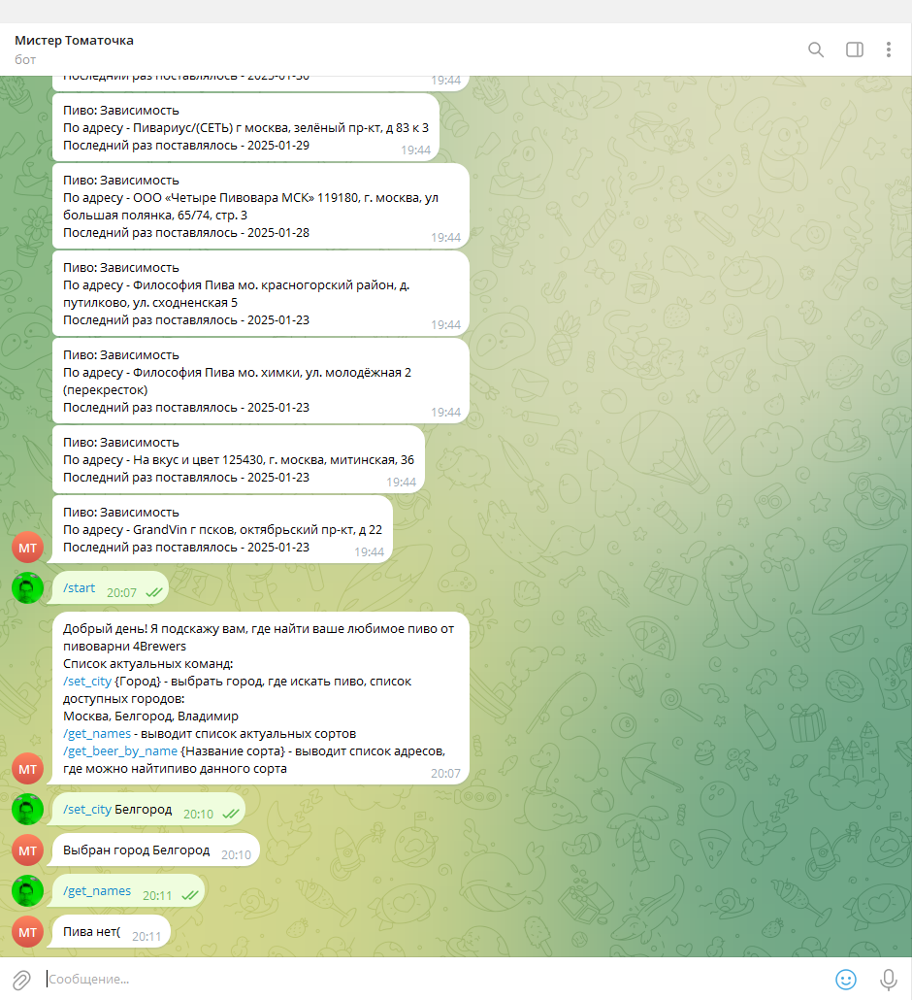 Мистер Томаточка
бот
Последний раз поставлялось - 2025-01-30
19:44
Пиво: Зависимость
По адресу - Пивариус/(СЕТЬ) г москва, зелёный пр-кт, д 83 к 3
Последний раз поставлялось - 2025-01-29
19:44
Пиво: Зависимость
По адресу - ООО «Четыре Пивовара МСК» 119180, г. москва, ул
большая полянка, 65/74, стр. 3
Последний раз поставлялось - 2025-01-28
19:44
Пиво: Зависимость
По адресу - Философия Пива мо. красногорский район, д.
путилково, ул. сходненская 5
Последний раз поставлялось - 2025-01-23
19:44
Пиво: Зависимость
По адресу - Философия Пива мо. химки, ул. молодёжная 2
(перекресток)
Последний раз поставлялось - 2025-01-23
19:44
Пиво: Зависимость
По адресу - На вкус и цвет 125430, г. москва, митинская, 36
Последний раз поставлялось - 2025-01-23
19:44
Пиво: Зависимость
По адресу - GrandVin г псков, октябрьский пр-кт, д 22
Последний раз поставлялось - 2025-01-23
19:44
МТ
/start 20:07
Добрый день! Я подскажу вам, где найти ваше любимое пиво от
пивоварни 4Brewers
Список актуальных команд:
/set_city {Город} - выбрать город, где искать пиво, список
доступных городов:
Москва, Белгород, Владимир
/get_names - выводит список актуальных сортов
/get_beer_by_name {Название сорта} - выводит список адресов,
где можно найтипиво данного сорта
20:07
МТ
/set_city Белгород 20:10
МТ
Выбран город Белгород 20:10
/get_names 20:11
МТ
Пива нет( 20:11
Сообщение...